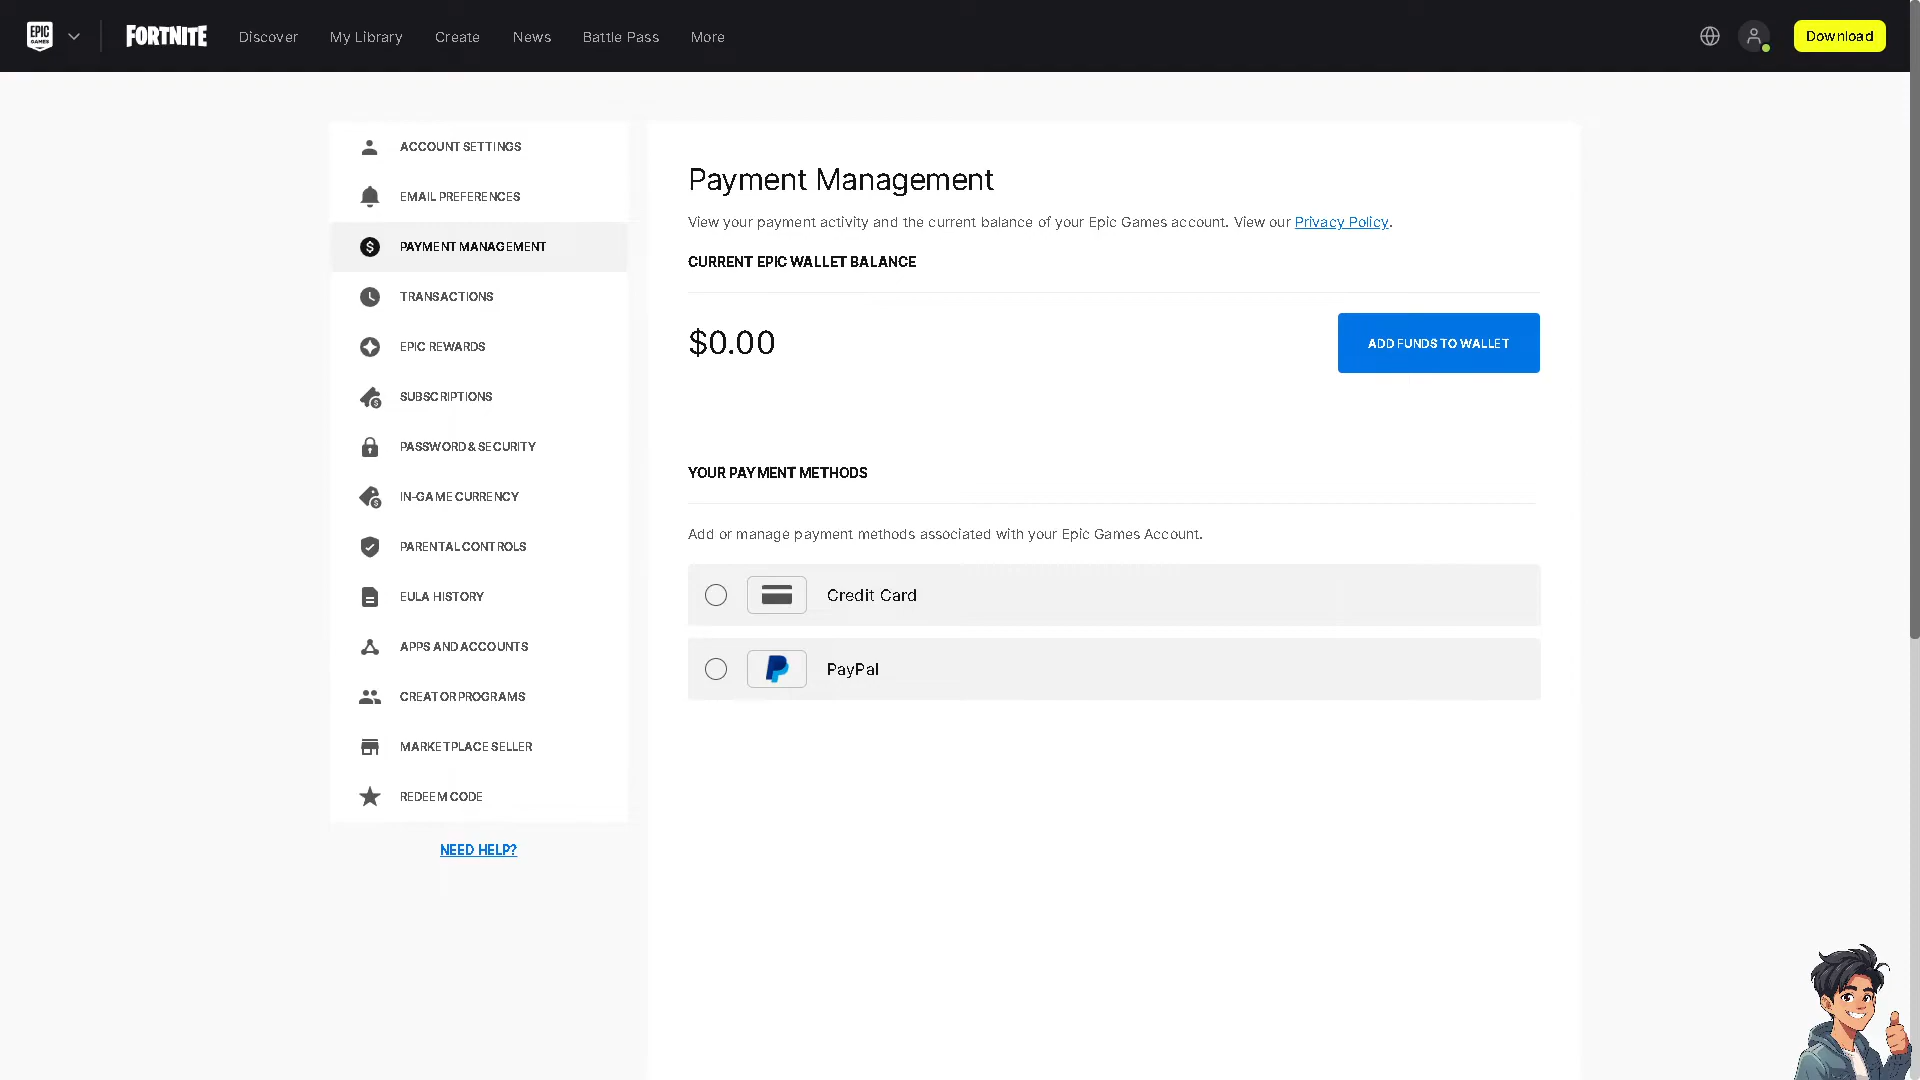 EPIC GAMES
FORTNITE
Discover
My Library
Create
News
Battle Pass
More
Download
ACCOUNT SETTINGS
EMAIL PREFERENCES
PAYMENT MANAGEMENT
TRANSACTIONS
EPIC REWARDS
SUBSCRIPTIONS
PASSWORD & SECURITY
IN-GAME CURRENCY
PARENTAL CONTROLS
EULA HISTORY
APPS AND ACCOUNTS
CREATOR PROGRAMS
MARKETPLACE SELLER
REDEEM CODE
NEED HELP?
Payment Management
View your payment activity and the current balance of your Epic Games account. View our Privacy Policy.
CURRENT EPIC WALLET BALANCE
$0.00
ADD FUNDS TO WALLET
YOUR PAYMENT METHODS
Add or manage payment methods associated with your Epic Games Account.
Credit Card
PayPal